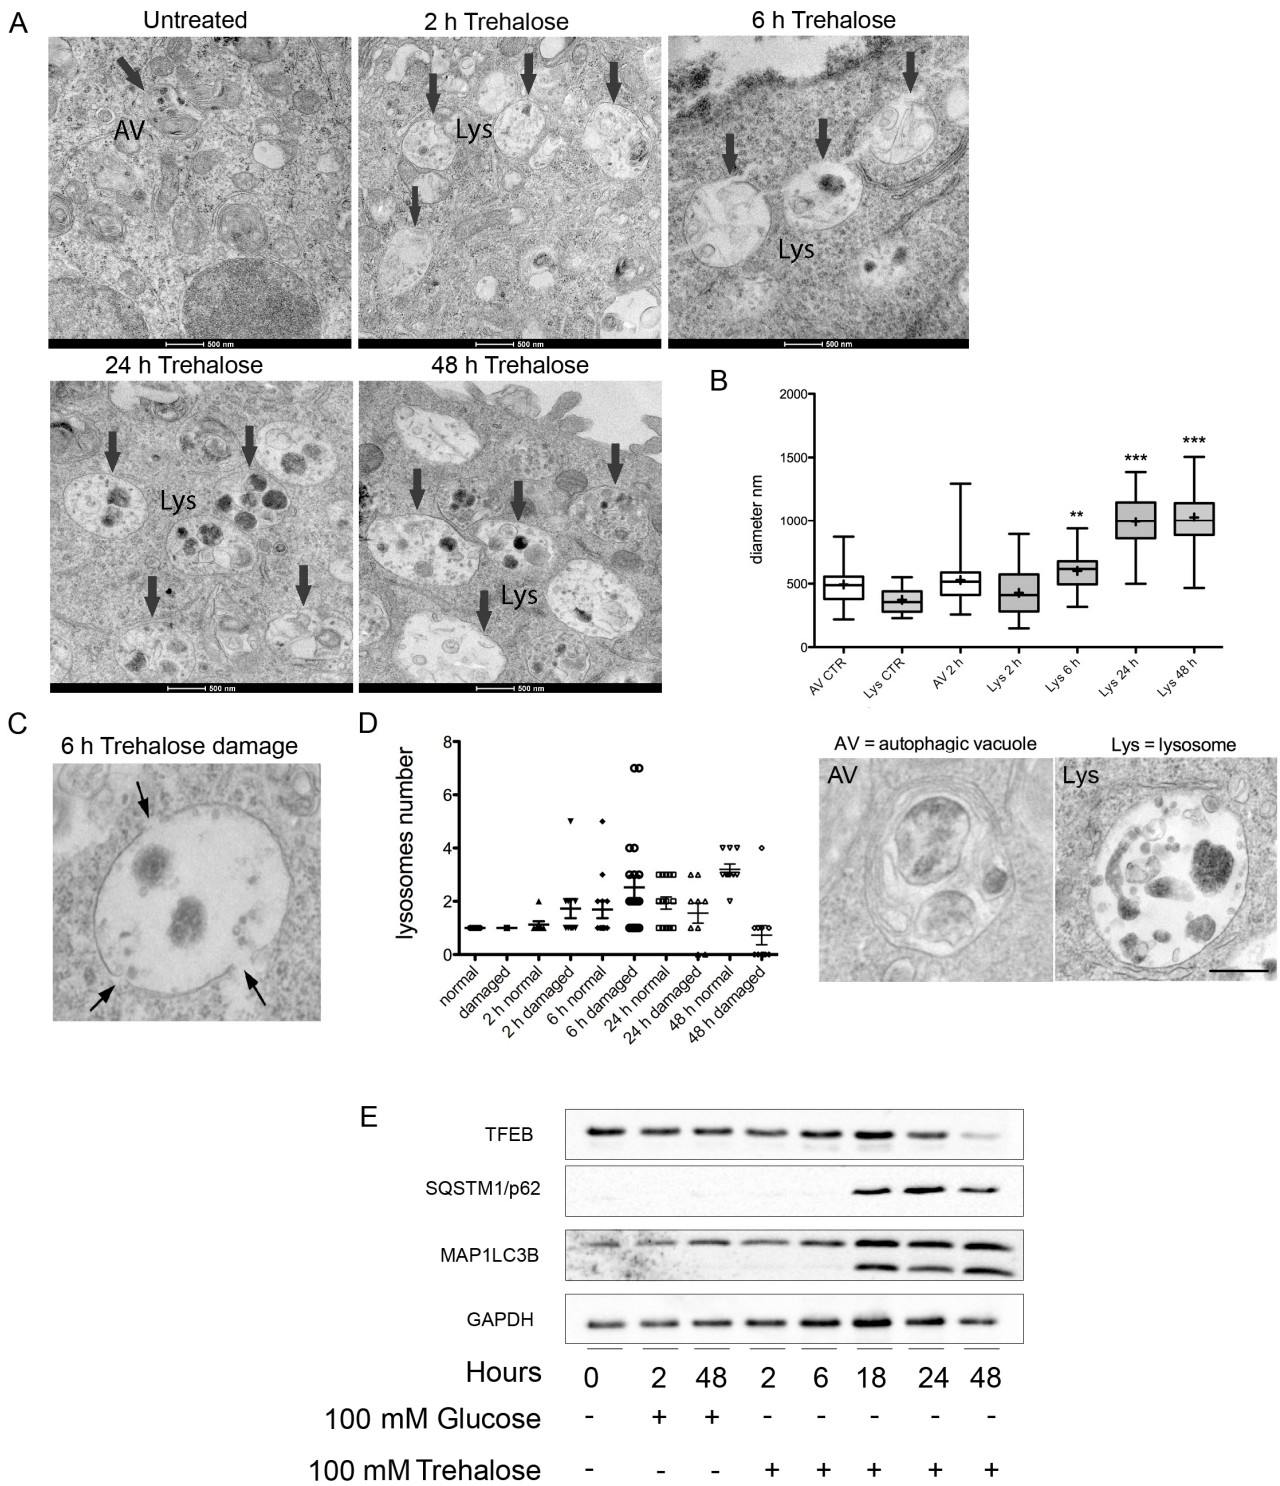 A
Untreated
2 h Trehalose
6 h Trehalose
AV
Lys
Lys
500 nm
500 nm
500 nm
24 h Trehalose
48 h Trehalose
Lys
Lys
500 nm
500 nm
B
2000
1500
1000
500
0
diameter nm
**
***
***
AV CTR
Lys CTR
AV 2 h
Lys 2 h
Lys 6 h
Lys 24 h
Lys 48 h
C
6 h Trehalose damage
D
8
6
4
2
0
lysosomes number
normal
damaged
2 h normal
2 h damaged
6 h normal
6 h damaged
24 h normal
24 h damaged
48 h normal
48 h damaged
AV = autophagic vacuole
Lys = lysosome
AV
Lys
E
TFEB
SQSTM1/p62
MAP1LC3B
GAPDH
Hours 0 2 48 2 6 18 24 48
100 mM Glucose - + + - - - - -
100 mM Trehalose - - - + + + + +